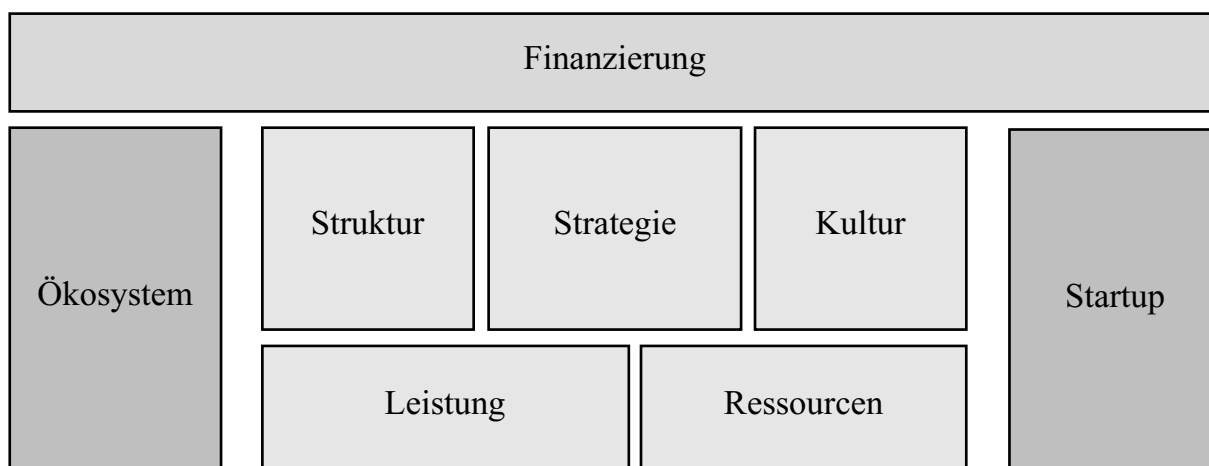 Finanzierung
Struktur
Strategie
Kultur
Ökosystem
Startup
Leistung
Ressourcen